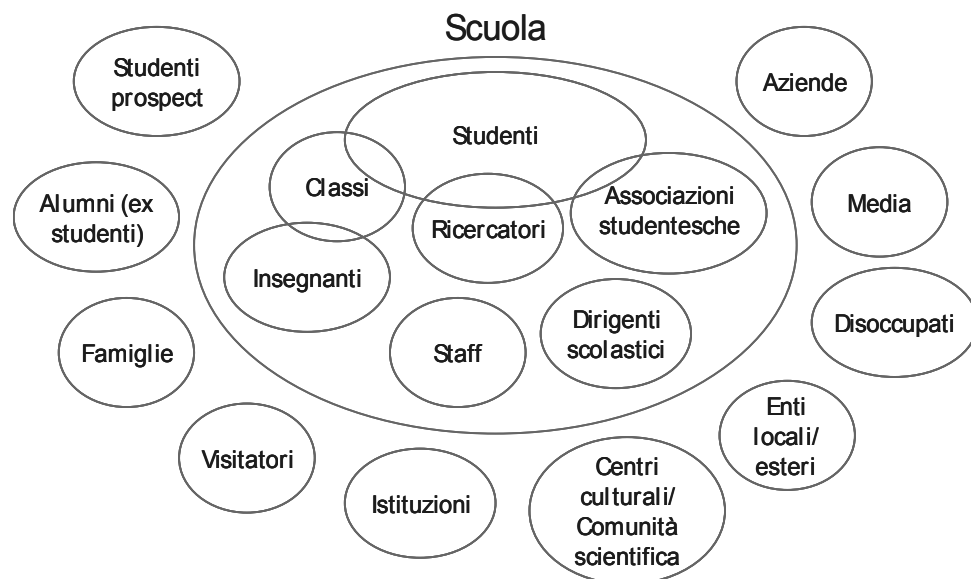 Scuola
Studenti
prospect
Aziende
Studenti
Classi
Associazioni
studentesche
Alumni (ex
studenti)
Ricercatori
Media
Insegnanti
Dirigenti
scolastici
Disoccupati
Famiglie
Staff
Enti
locali/
esteri
Visitatori
Istituzioni
Centri
culturali/
Comunità
scientifica